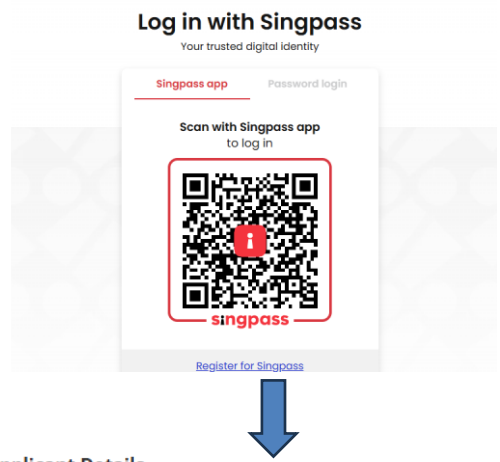 Log in with Singpass
Your trusted digital identity
Singpass app
Password login
Scan with Singpass app
to log in
singpass
Register for Singpass